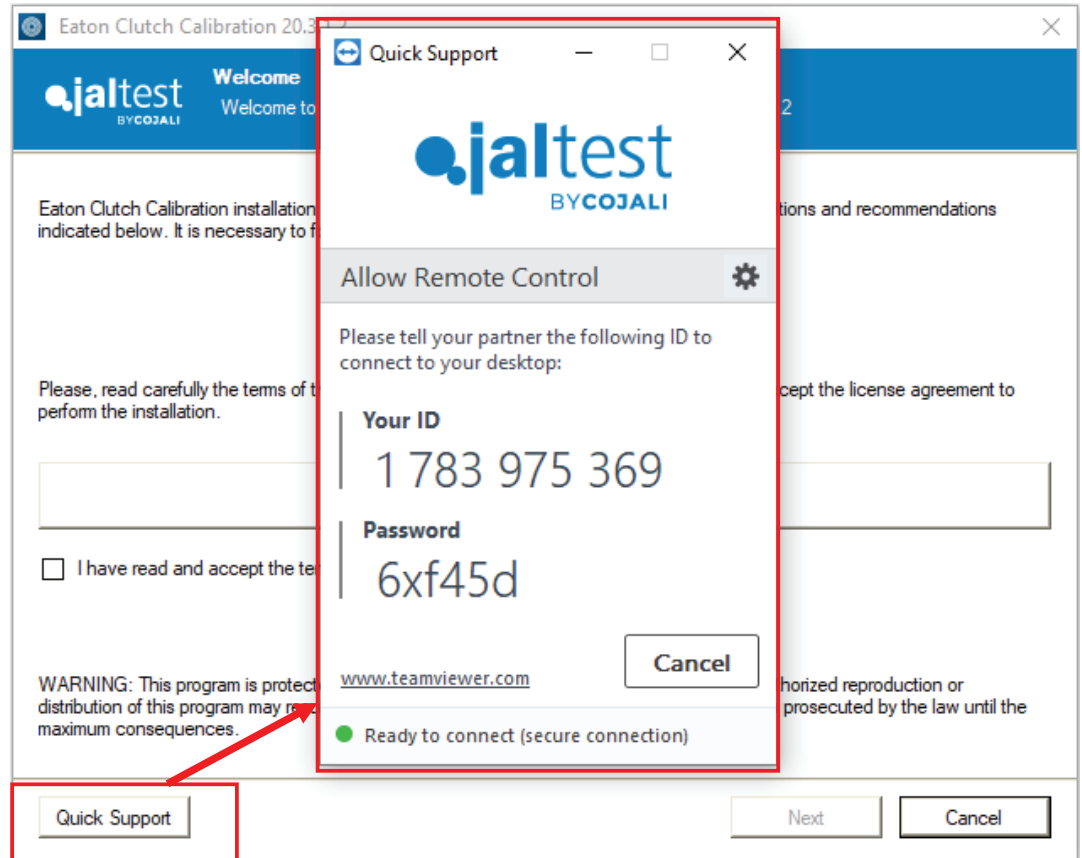 Eaton Clutch Calibration 20.3.1.2
Welcome
Welcome to
2
jaltest
BYCOJALI
Eaton Clutch Calibration installation
tions and recommendations
indicated below. It is necessary to f
Please, read carefully the terms of t
cept the license agreement to
perform the installation.
I have read and accept the ter
WARNING: This program is protect
horized reproduction or
distribution of this program may re
prosecuted by the law until the
maximum consequences.
Quick Support
Next
Cancel
Quick Support
jaltest
BYCOJALI
Allow Remote Control
Please tell your partner the following ID to
connect to your desktop:
Your ID
1 783 975 369
Password
6xf45d
Cancel
www.teamviewer.com
Ready to connect (secure connection)